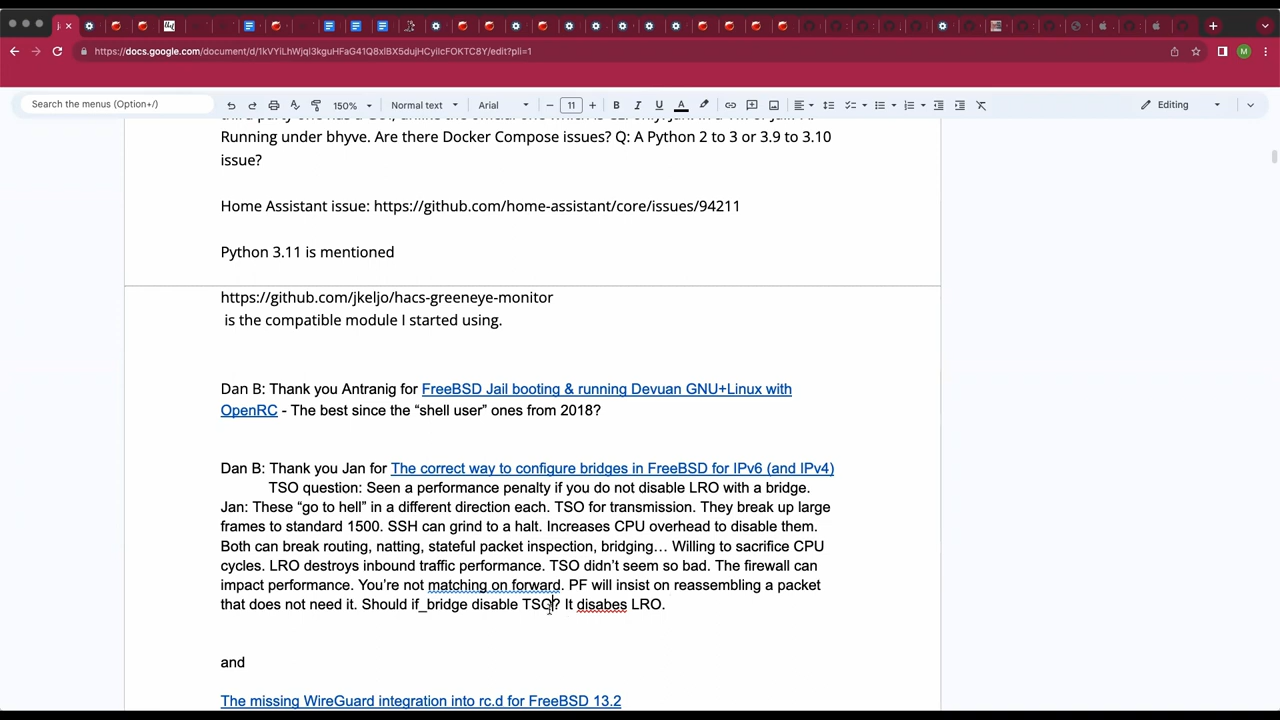 https://docs.google.com/document/d/1kVYiLhWjql3kguHFaG41Q8xlBX5dujHCyiIcFOKTC8Y/edit?pli=1
M
Search the menus (Option+/)
150%
Normal text
Arial
11
Editing
Running under bhyve. Are there Docker Compose issues? Q: A Python 2 to 3 or 3.9 to 3.10
issue?
Home Assistant issue: https://github.com/home-assistant/core/issues/94211
Python 3.11 is mentioned
https://github.com/jkeljo/hacs-greeneye-monitor
is the compatible module I started using.
Dan B: Thank you Antranig for FreeBSD Jail booting & running Devuan GNU+Linux with
OpenRC - The best since the “shell user” ones from 2018?
Dan B: Thank you Jan for The correct way to configure bridges in FreeBSD for IPv6 (and IPv4)
TSO question: Seen a performance penalty if you do not disable LRO with a bridge.
Jan: These “go to hell” in a different direction each. TSO for transmission. They break up large
frames to standard 1500. SSH can grind to a halt. Increases CPU overhead to disable them.
Both can break routing, natting, stateful packet inspection, bridging… Willing to sacrifice CPU
cycles. LRO destroys inbound traffic performance. TSO didn’t seem so bad. The firewall can
impact performance. You’re not matching on forward. PF will insist on reassembling a packet
that does not need it. Should if_bridge disable TSO? It disabes LRO.
and
The missing WireGuard integration into rc.d for FreeBSD 13.2